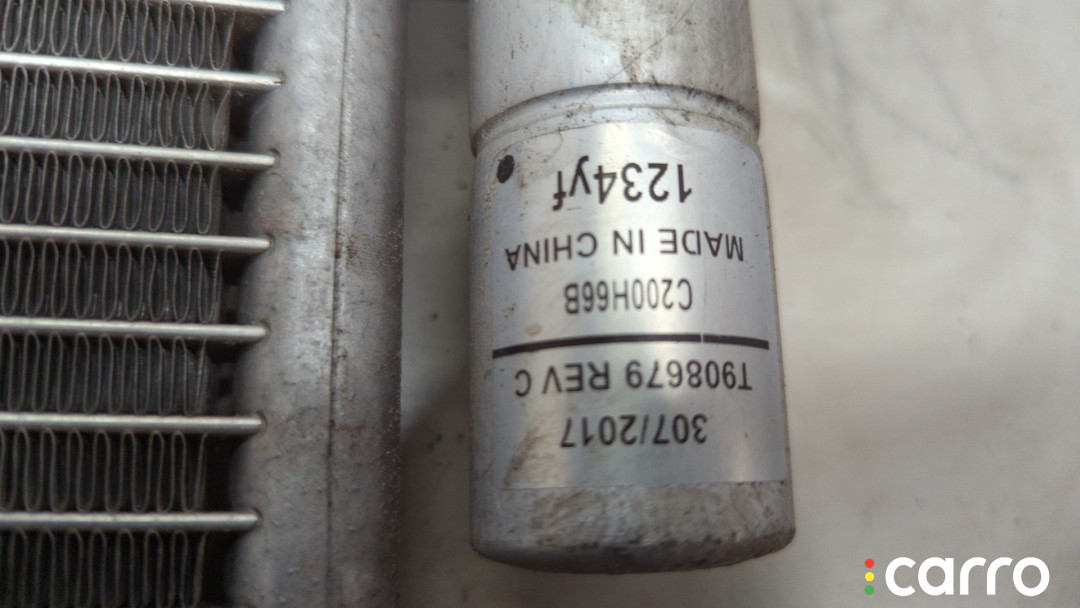 307/2017
T908679 REV C
C200H66B
MADE IN CHINA
1234yf
carro